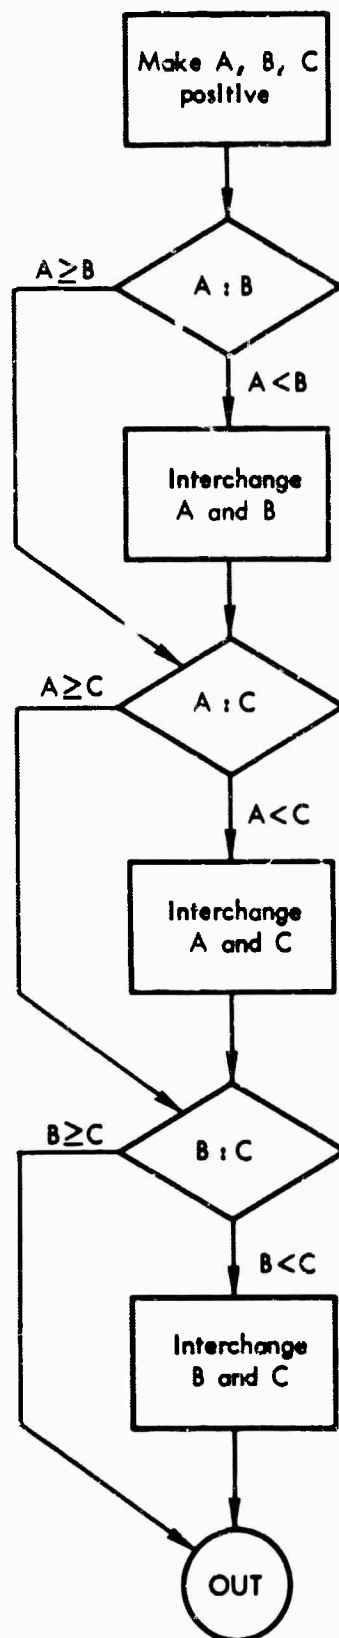 Make A, B, C
positive
A : B
A≥B
A<B
Interchange
A and B
A : C
A≥C
A<C
Interchange
A and C
B : C
B≥C
B<C
Interchange
B and C
OUT